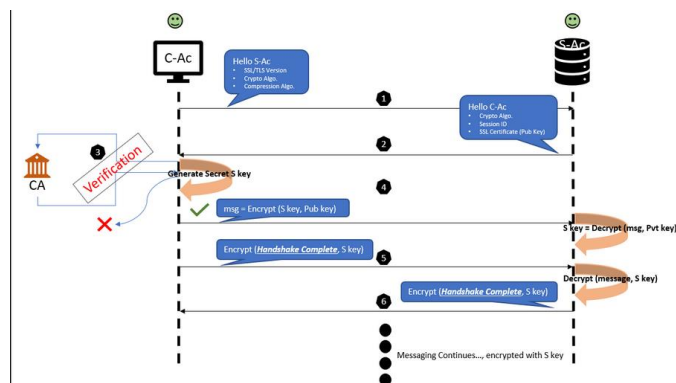 C-Ac
S-Ac
Hello S-Ac
• SSL/TLS Version
• Crypto Algo.
• Compression Algo.
1
Hello C-Ac
• Crypto Algo.
• Session ID
• SSL Certificate (Pub Key)
2
3
Verification
CA
Generate Secret S key
4
msg = Encrypt (S key, Pub key)
S key = Decrypt (msg, Pvt key)
Encrypt (Handshake Complete, S key)
5
Decrypt (message, S key)
Encrypt (Handshake Complete, S key)
6
Messaging Continues..., encrypted with S key